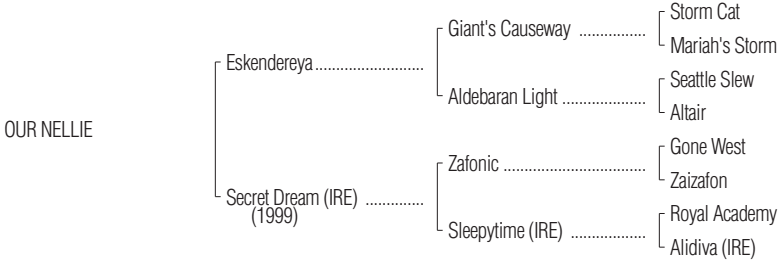 Storm Cat
Giant's Causeway ................
Mariah's Storm
Eskendereya ..........................
Seattle Slew
Aldebaran Light ....................
Altair
OUR NELLIE
Gone West
Zafonic ..................................
Zaizafon
Secret Dream (IRE) ..............
(1999)
Royal Academy
Sleepytime (IRE) ..................
Alidiva (IRE)